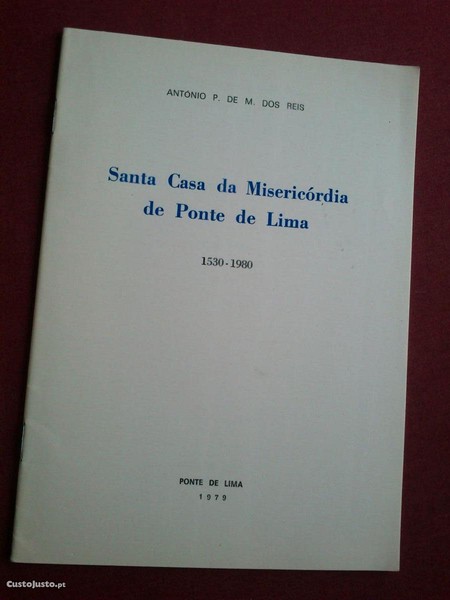 ANTÓNIO P. DE M. DOS REIS
Santa Casa da Misericórdia
de Ponte de Lima
1530-1980
PONTE DE LIMA
1979
CustoJusto.pt